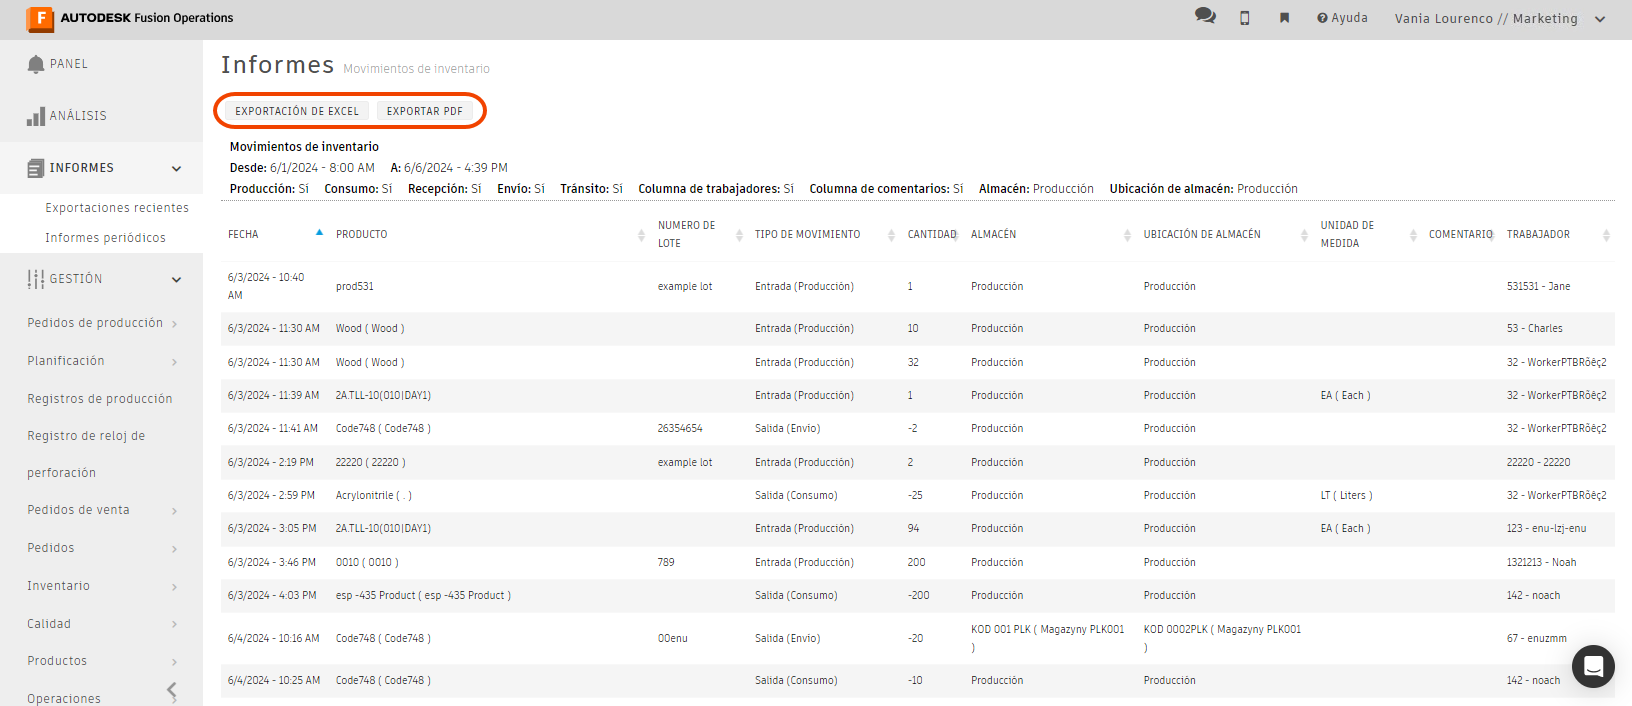 AUTODESK Fusion Operations
Ayuda
Vania Lourenco // Marketing
PANEL
ANÁLISIS
INFORMES
Exportaciones recientes
Informes periódicos
GESTIÓN
Pedidos de producción
Planificación
Registros de producción
Registro de reloj de
perforación
Pedidos de venta
Pedidos
Inventario
Calidad
Productos
Operaciones
Informes Movimientos de inventario
EXPORTACIÓN DE EXCEL EXPORTAR PDF
Movimientos de inventario
Desde: 6/1/2024 - 8:00 AM A: 6/6/2024 - 4:39 PM
Producción: Sí Consumo: Sí Recepción: Sí Envío: Sí Tránsito: Sí Columna de trabajadores: Sí Columna de comentarios: Sí Almacén: Producción Ubicación de almacén: Producción
FECHA PRODUCTO NUMERO DE LOTE TIPO DE MOVIMIENTO CANTIDAD ALMACÉN UBICACIÓN DE ALMACÉN UNIDAD DE MEDIDA COMENTARIO TRABAJADOR
6/3/2024 - 10:40 AM prod531 example lot Entrada (Producción) 1 Producción Producción 531531 - Jane
6/3/2024 - 11:30 AM Wood ( Wood ) Entrada (Producción) 10 Producción Producción 53 - Charles
6/3/2024 - 11:30 AM Wood ( Wood ) Entrada (Producción) 32 Producción Producción 32 - WorkerPTBRõêç2
6/3/2024 - 11:39 AM 2A.TLL-10(010|DAY1) Entrada (Producción) 1 Producción Producción EA ( Each ) 32 - WorkerPTBRõêç2
6/3/2024 - 11:41 AM Code748 ( Code748 ) 26354654 Salida (Envío) -2 Producción Producción 32 - WorkerPTBRõêç2
6/3/2024 - 2:19 PM 22220 ( 22220 ) example lot Entrada (Producción) 2 Producción Producción 22220 - 22220
6/3/2024 - 2:59 PM Acrylonitrile ( . ) Salida (Consumo) -25 Producción Producción LT ( Liters ) 32 - WorkerPTBRõêç2
6/3/2024 - 3:05 PM 2A.TLL-10(010|DAY1) Entrada (Producción) 94 Producción Producción EA ( Each ) 123 - enu-lzj-enu
6/3/2024 - 3:46 PM 0010 ( 0010 ) 789 Entrada (Producción) 200 Producción Producción 1321213 - Noah
6/3/2024 - 4:03 PM esp -435 Product ( esp -435 Product ) Salida (Consumo) -200 Producción Producción 142 - noach
6/4/2024 - 10:16 AM Code748 ( Code748 ) 00enu Salida (Envío) -20 KOD 001 PLK ( Magazyny PLK001 ) KOD 0002PLK ( Magazyny PLK001 ) 67 - enuzmm
6/4/2024 - 10:25 AM Code748 ( Code748 ) Salida (Consumo) -10 Producción Producción 142 - noach